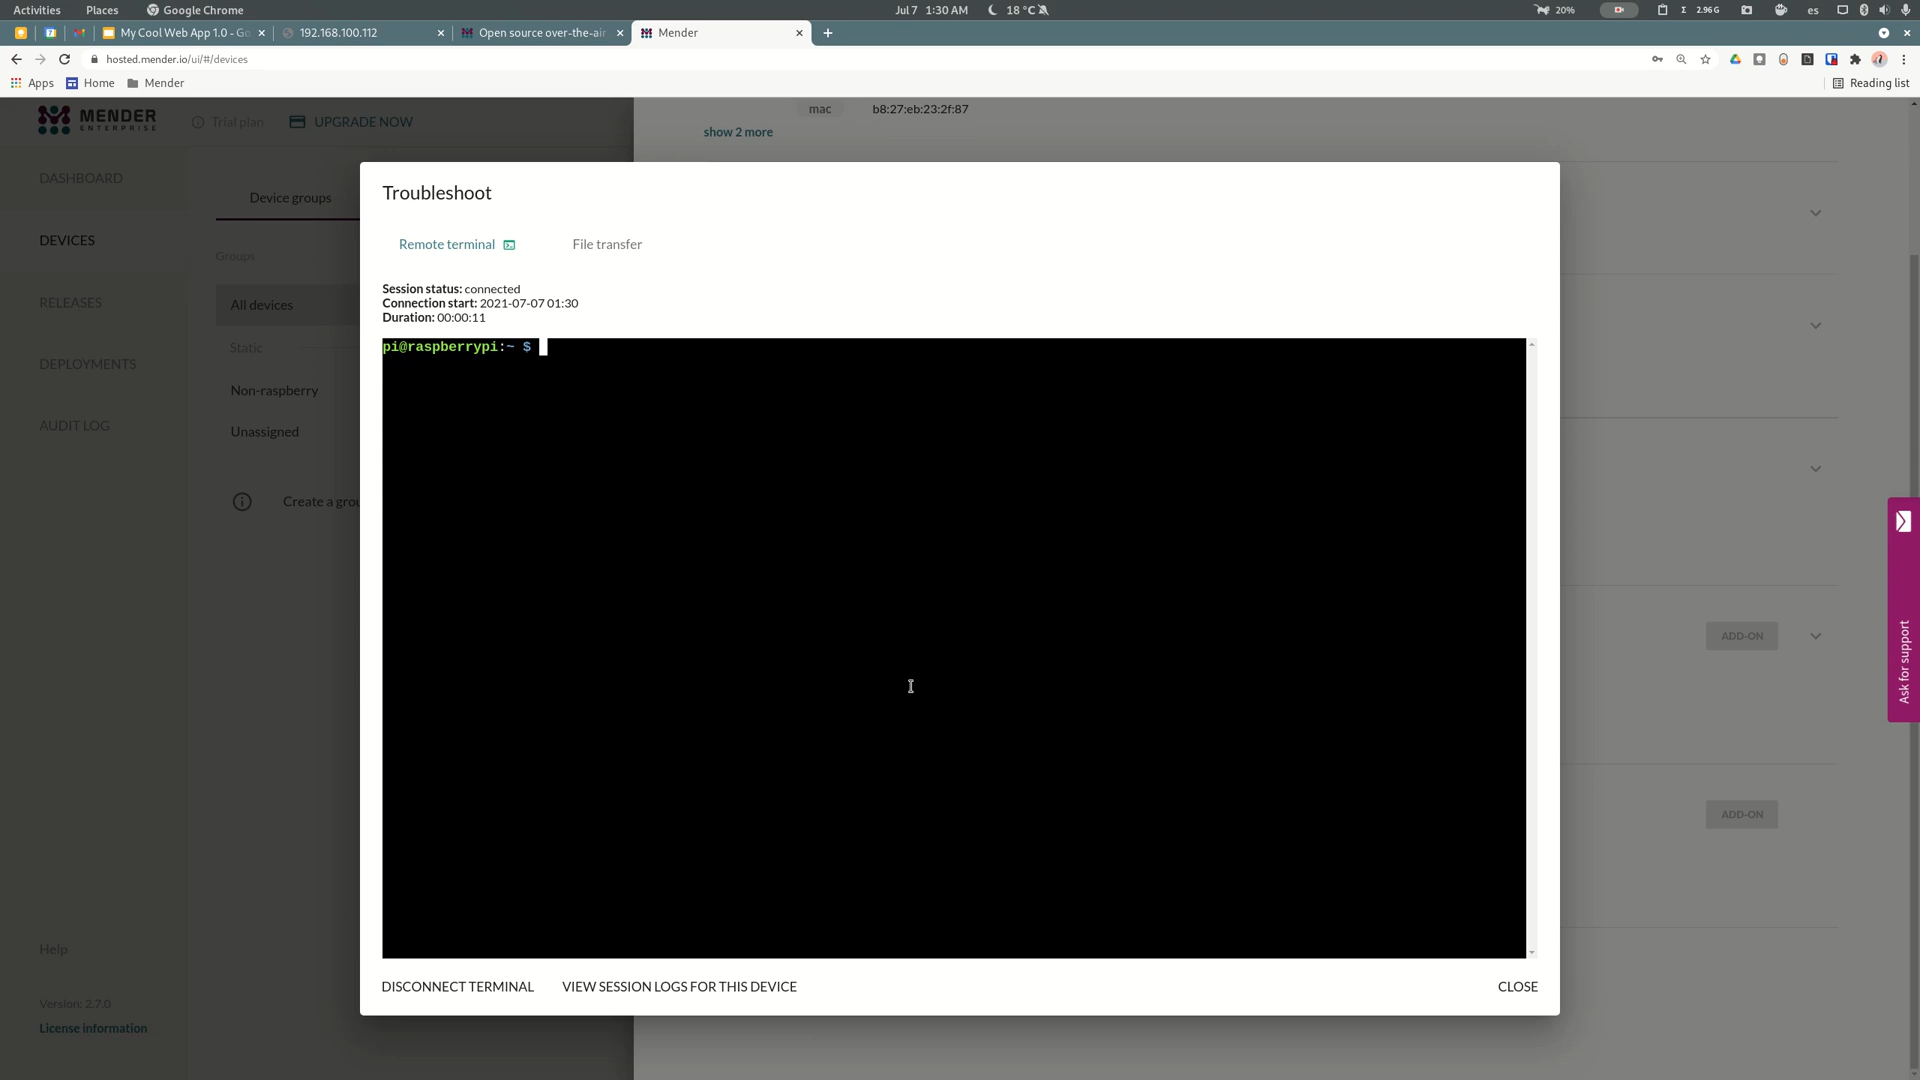 Activities Places Google Chrome Jul 7 1:30 AM 18 °C 20% Σ 2.96 G es
My Cool Web App 1.0 - Go 192.168.100.112 Open source over-the-air Mender
hosted.mender.io/ui/#/devices
Apps Home Mender Reading list
MENDER
ENTERPRISE
Trial plan UPGRADE NOW
mac b8:27:eb:23:2f:87
show 2 more
DASHBOARD
DEVICES
RELEASES
DEPLOYMENTS
AUDIT LOG
Device groups
Groups
All devices
Static
Non-raspberry
Unassigned
Create a grou
Troubleshoot
Remote terminal File transfer
Session status: connected
Connection start: 2021-07-07 01:30
Duration: 00:00:11
pi@raspberrypi:~ $
DISCONNECT TERMINAL VIEW SESSION LOGS FOR THIS DEVICE CLOSE
ADD-ON
ADD-ON
Ask for support
Help
Version: 2.7.0
License information